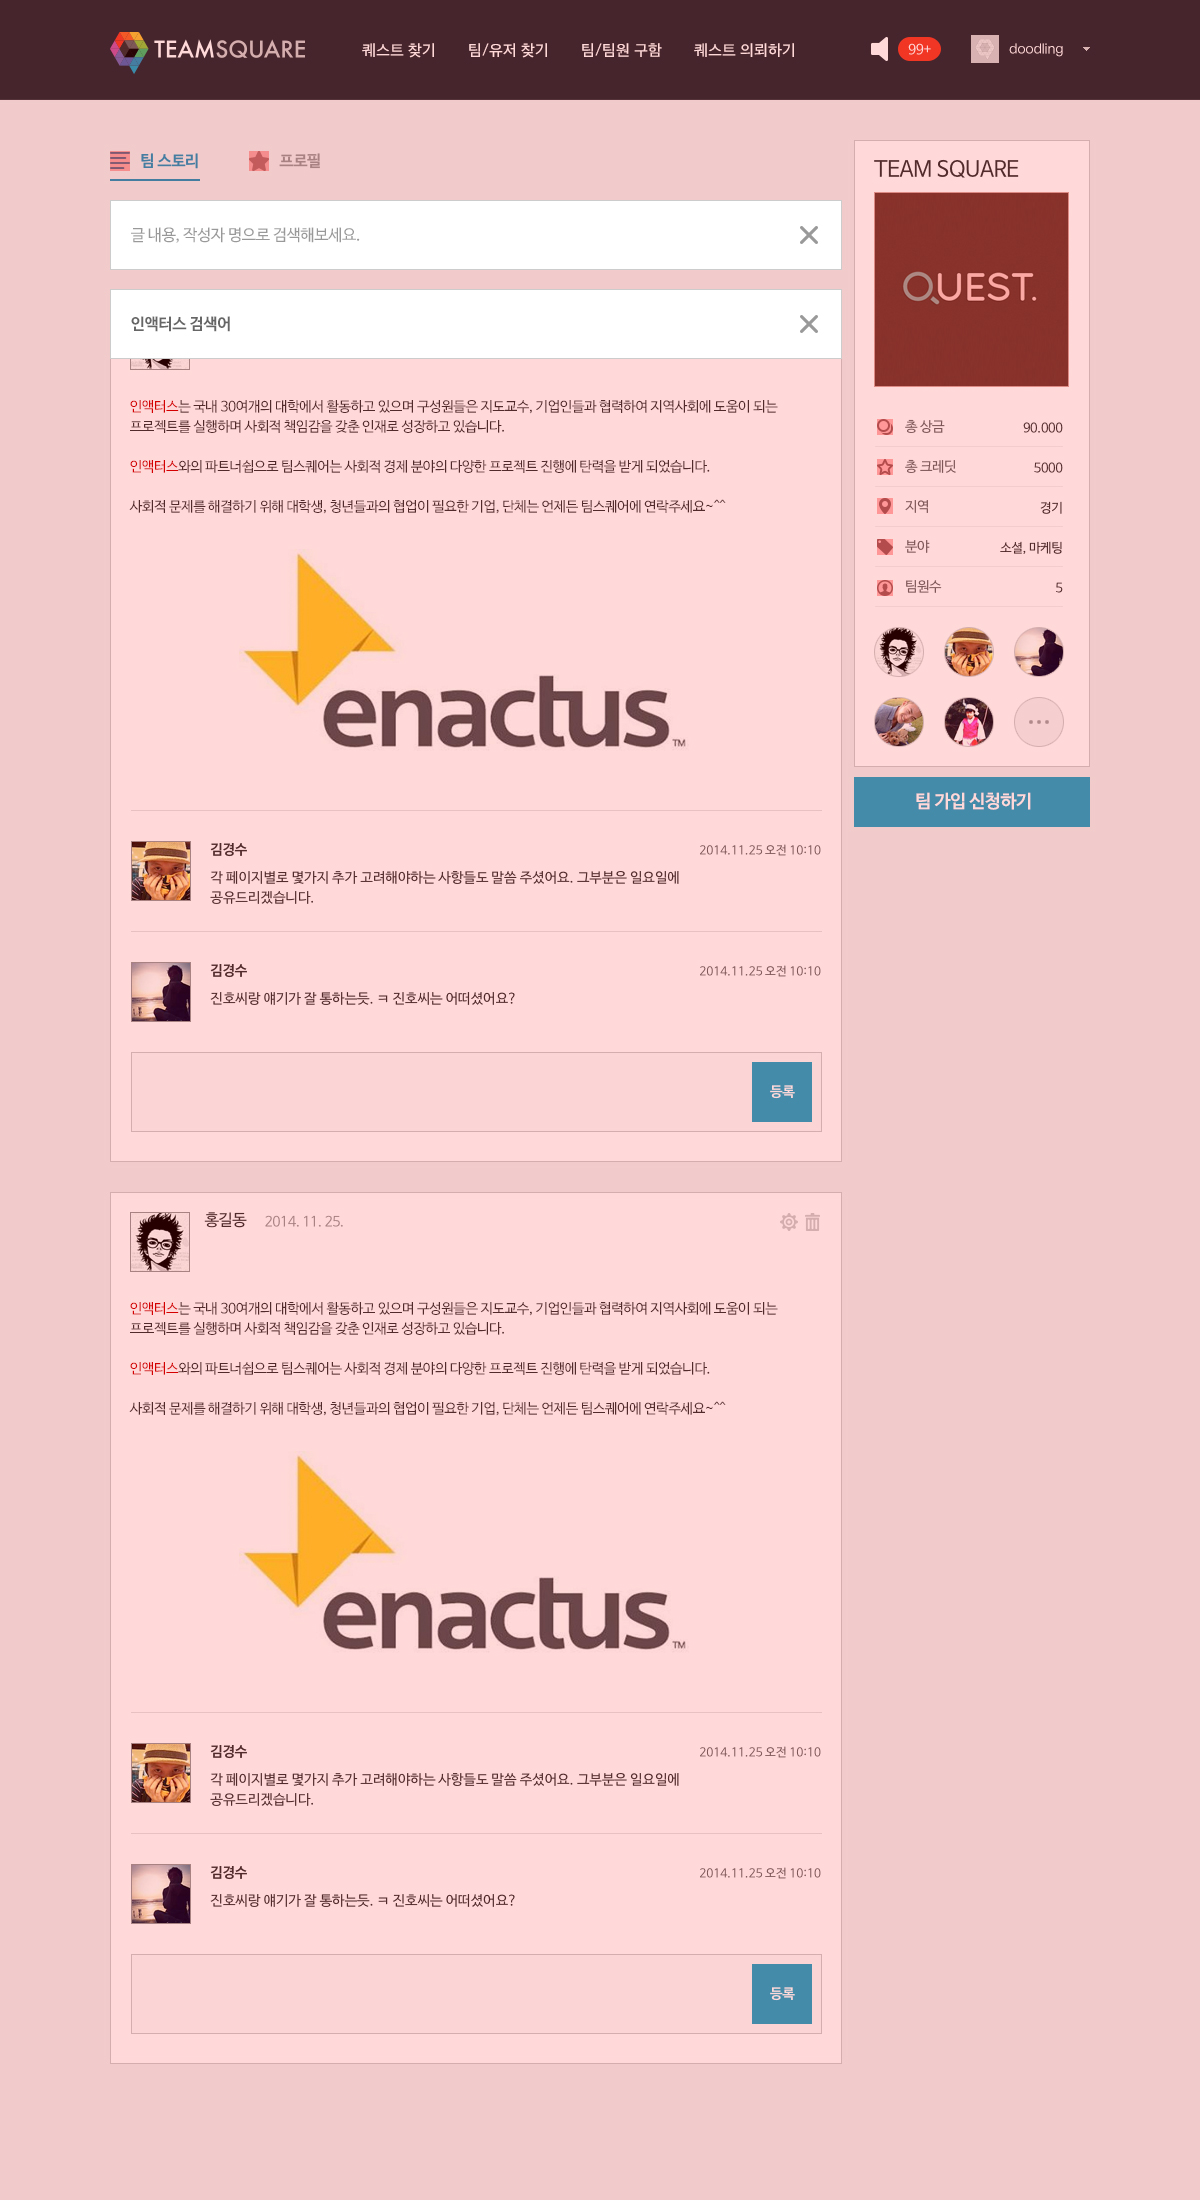 TEAMSQUARE
퀘스트 찾기
팀/유저 찾기
팀/팀원 구함
퀘스트 의뢰하기
99+
doodling
팀 스토리
프로필
글 내용, 작성자 명으로 검색해보세요.
인액터스 검색어
인액터스는 국내 30여개의 대학에서 활동하고 있으며 구성원들은 지도교수, 기업인들과 협력하여 지역사회에 도움이 되는
프로젝트를 실행하며 사회적 책임감을 갖춘 인재로 성장하고 있습니다.
인액터스와의 파트너쉽으로 팀스퀘어는 사회적 경제 분야의 다양한 프로젝트 진행에 탄력을 받게 되었습니다.
사회적 문제를 해결하기 위해 대학생, 청년들과의 협업이 필요한 기업, 단체는 언제든 팀스퀘어에 연락주세요~^^
enactus™
김경수
2014.11.25 오전 10:10
각 페이지별로 몇가지 추가 고려해야하는 사항들도 말씀 주셨어요. 그부분은 일요일에
공유드리겠습니다.
김경수
2014.11.25 오전 10:10
진호씨랑 얘기가 잘 통하는듯. ㅋ 진호씨는 어떠셨어요?
등록
홍길동
2014. 11. 25.
인액터스는 국내 30여개의 대학에서 활동하고 있으며 구성원들은 지도교수, 기업인들과 협력하여 지역사회에 도움이 되는
프로젝트를 실행하며 사회적 책임감을 갖춘 인재로 성장하고 있습니다.
인액터스와의 파트너쉽으로 팀스퀘어는 사회적 경제 분야의 다양한 프로젝트 진행에 탄력을 받게 되었습니다.
사회적 문제를 해결하기 위해 대학생, 청년들과의 협업이 필요한 기업, 단체는 언제든 팀스퀘어에 연락주세요~^^
enactus™
김경수
2014.11.25 오전 10:10
각 페이지별로 몇가지 추가 고려해야하는 사항들도 말씀 주셨어요. 그부분은 일요일에
공유드리겠습니다.
김경수
2014.11.25 오전 10:10
진호씨랑 얘기가 잘 통하는듯. ㅋ 진호씨는 어떠셨어요?
등록
TEAM SQUARE
QUEST.
총 상금 90.000
총 크레딧 5000
지역 경기
분야 소셜, 마케팅
팀원수 5
팀 가입 신청하기